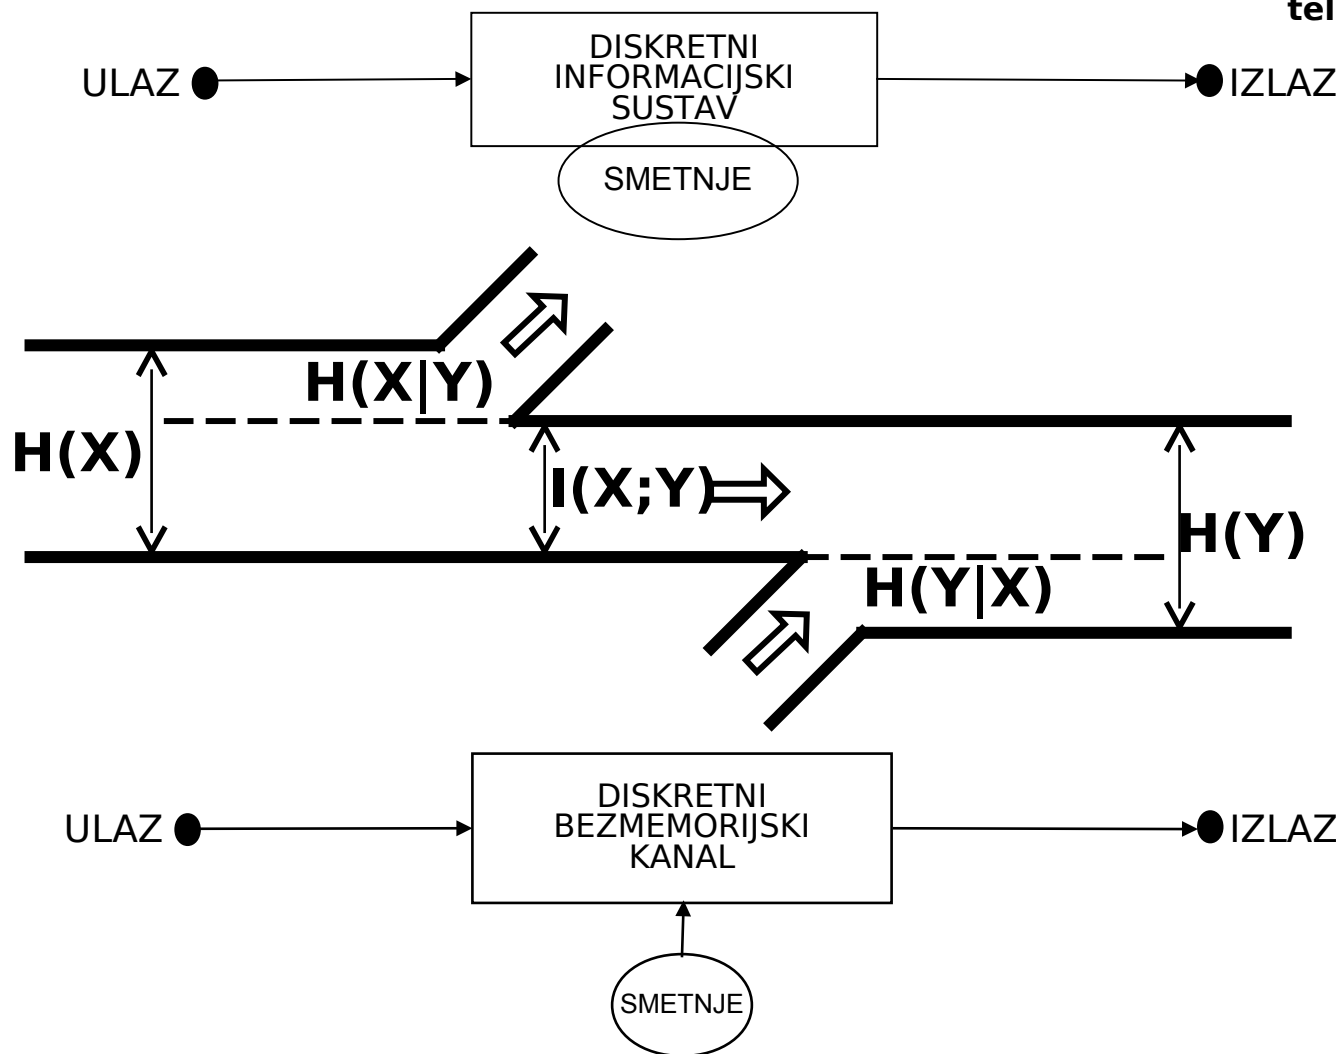 tel
DISKRETNI
INFORMACIJSKI
SUSTAV
ULAZ
IZLAZ
SMETNJE
H(X|Y)
H(X)
I(X;Y)
H(Y)
H(Y|X)
DISKRETNI
BEZMEMORIJSKI
KANAL
ULAZ
IZLAZ
SMETNJE